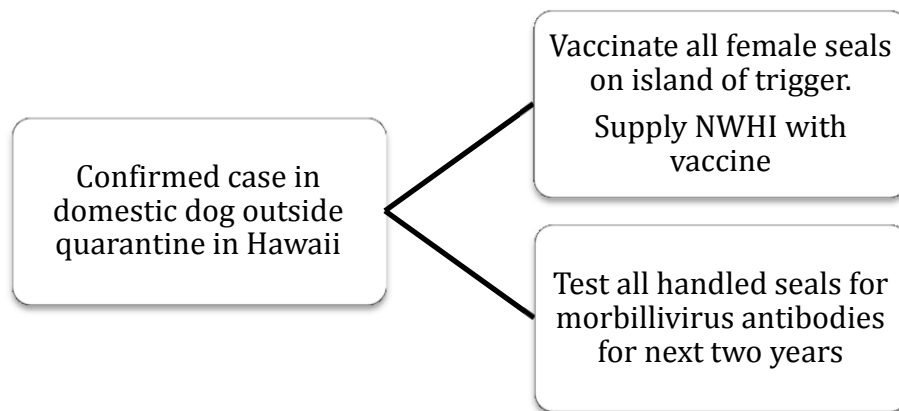 Confirmed case in
domestic dog outside
quarantine in Hawaii
Vaccinate all female seals
on island of trigger.
Supply NWHI with
vaccine
Test all handled seals for
morbillivirus antibodies
for next two years